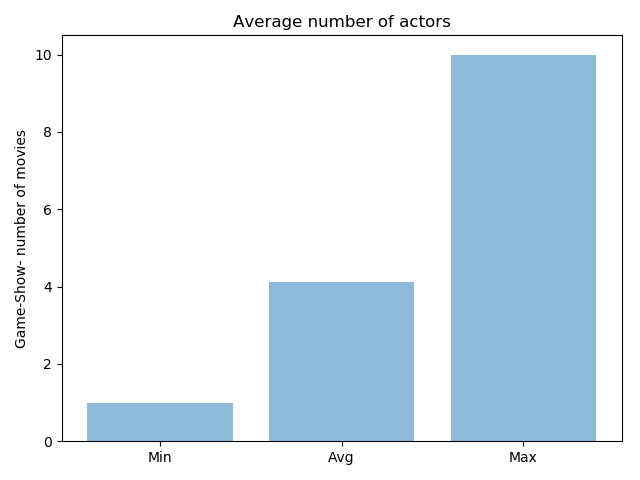 Average number of actors
Game-Show- number of movies
10
8
6
4
2
0
Min
Avg
Max